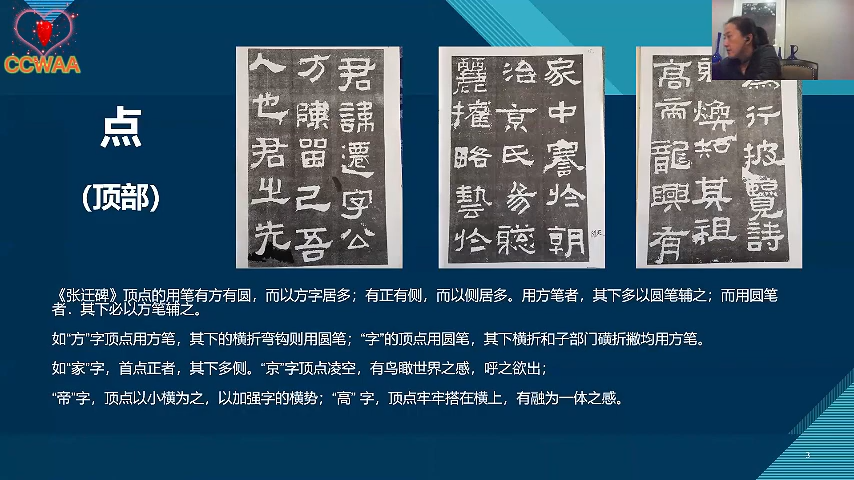 CCWAA
点
(顶部)
君諱遷字公
方陳留己吾
人也君之先
家中謇於朝
治京氏易聰
麗權略藝於
行披覽詩
煥知其祖
高帝龍興有
《张迁碑》顶点的用笔有方有圆，而以方字居多；有正有侧，而以侧居多。用方笔者，其下多以圆笔辅之；而用圆笔
者．其下必以方笔辅之。
如“方”字顶点用方笔，其下的横折弯钩则用圆笔；“字”的顶点用圆笔，其下横折和子部门磺折撇均用方笔。
如“家”字，首点正者，其下多侧。“京”字顶点凌空，有鸟瞰世界之感，呼之欲出；
“帝”字，顶点以小横为之，以加强字的横势；“高”字，顶点牢牢搭在横上，有融为一体之感。
3